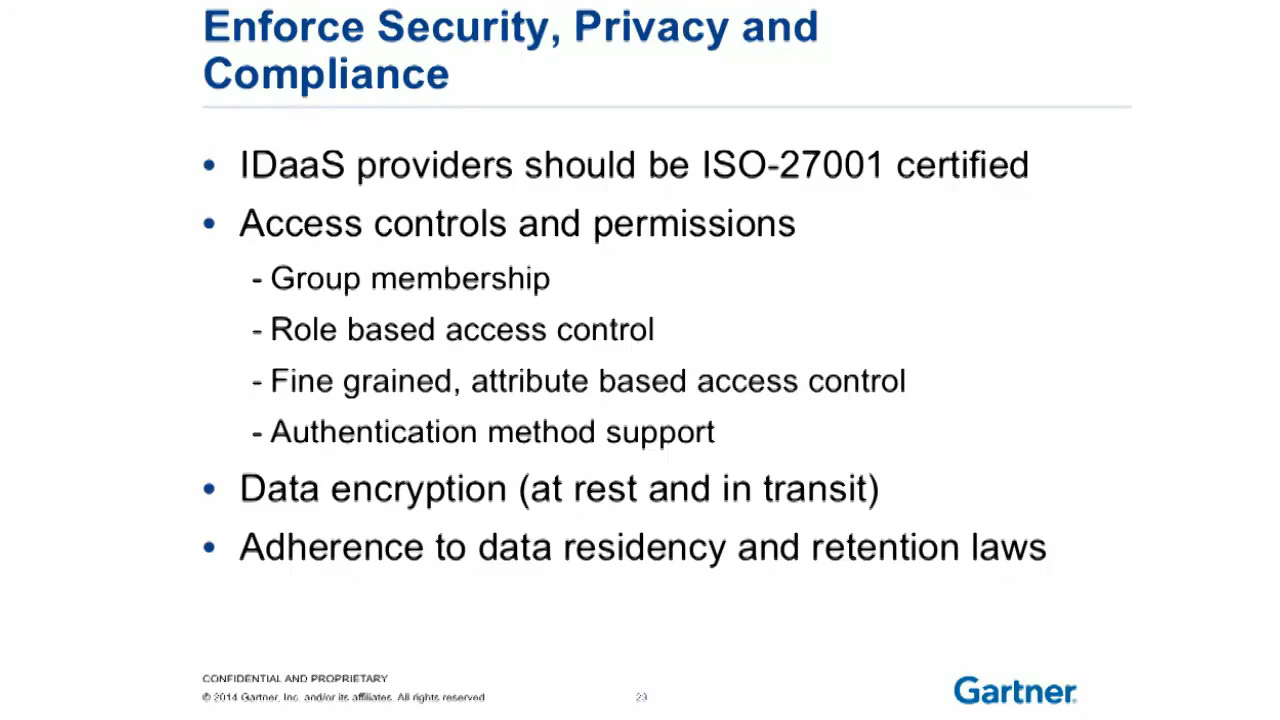 Enforce Security, Privacy and
Compliance
• IDaaS providers should be ISO-27001 certified
• Access controls and permissions
- Group membership
- Role based access control
- Fine grained, attribute based access control
- Authentication method support
• Data encryption (at rest and in transit)
• Adherence to data residency and retention laws
CONFIDENTIAL AND PROPRIETARY
© 2014 Gartner, Inc. and/or its affiliates. All rights reserved
Gartner